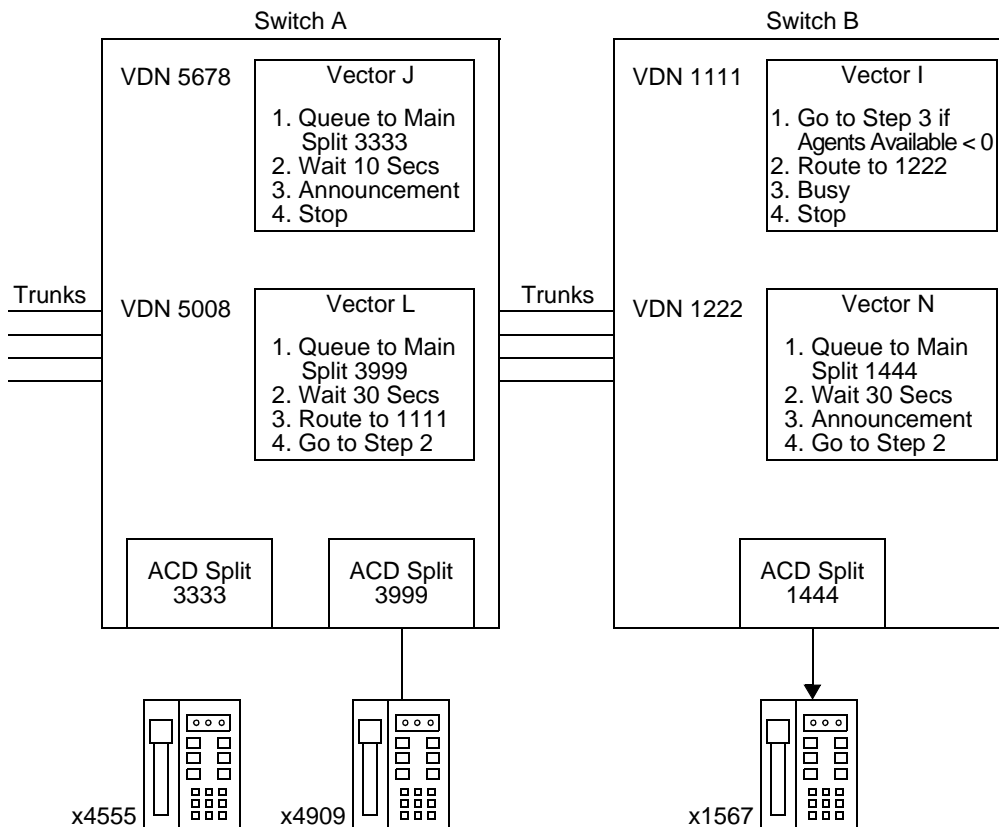 Switch A
Switch B
VDN 5678
Vector J
1. Queue to Main
Split 3333
2. Wait 10 Secs
3. Announcement
4. Stop
VDN 1111
Vector I
1. Go to Step 3 if
Agents Available < 0
2. Route to 1222
3. Busy
4. Stop
Trunks
VDN 5008
Vector L
1. Queue to Main
Split 3999
2. Wait 30 Secs
3. Route to 1111
4. Go to Step 2
Trunks
VDN 1222
Vector N
1. Queue to Main
Split 1444
2. Wait 30 Secs
3. Announcement
4. Go to Step 2
ACD Split
3333
ACD Split
3999
ACD Split
1444
x4555
x4909
x1567